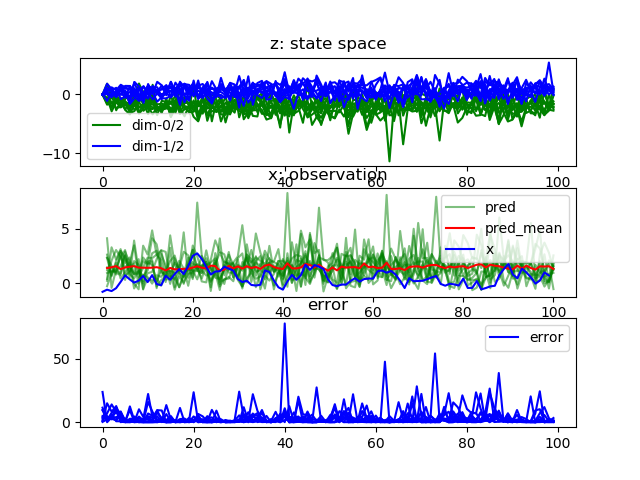 z: state space
0
−10
dim-0/2
dim-1/2
0 20 40 60 80 100
x: observation
5
0
pred
pred_mean
x
0 20 40 60 80 100
error
50
0
error
0 20 40 60 80 100